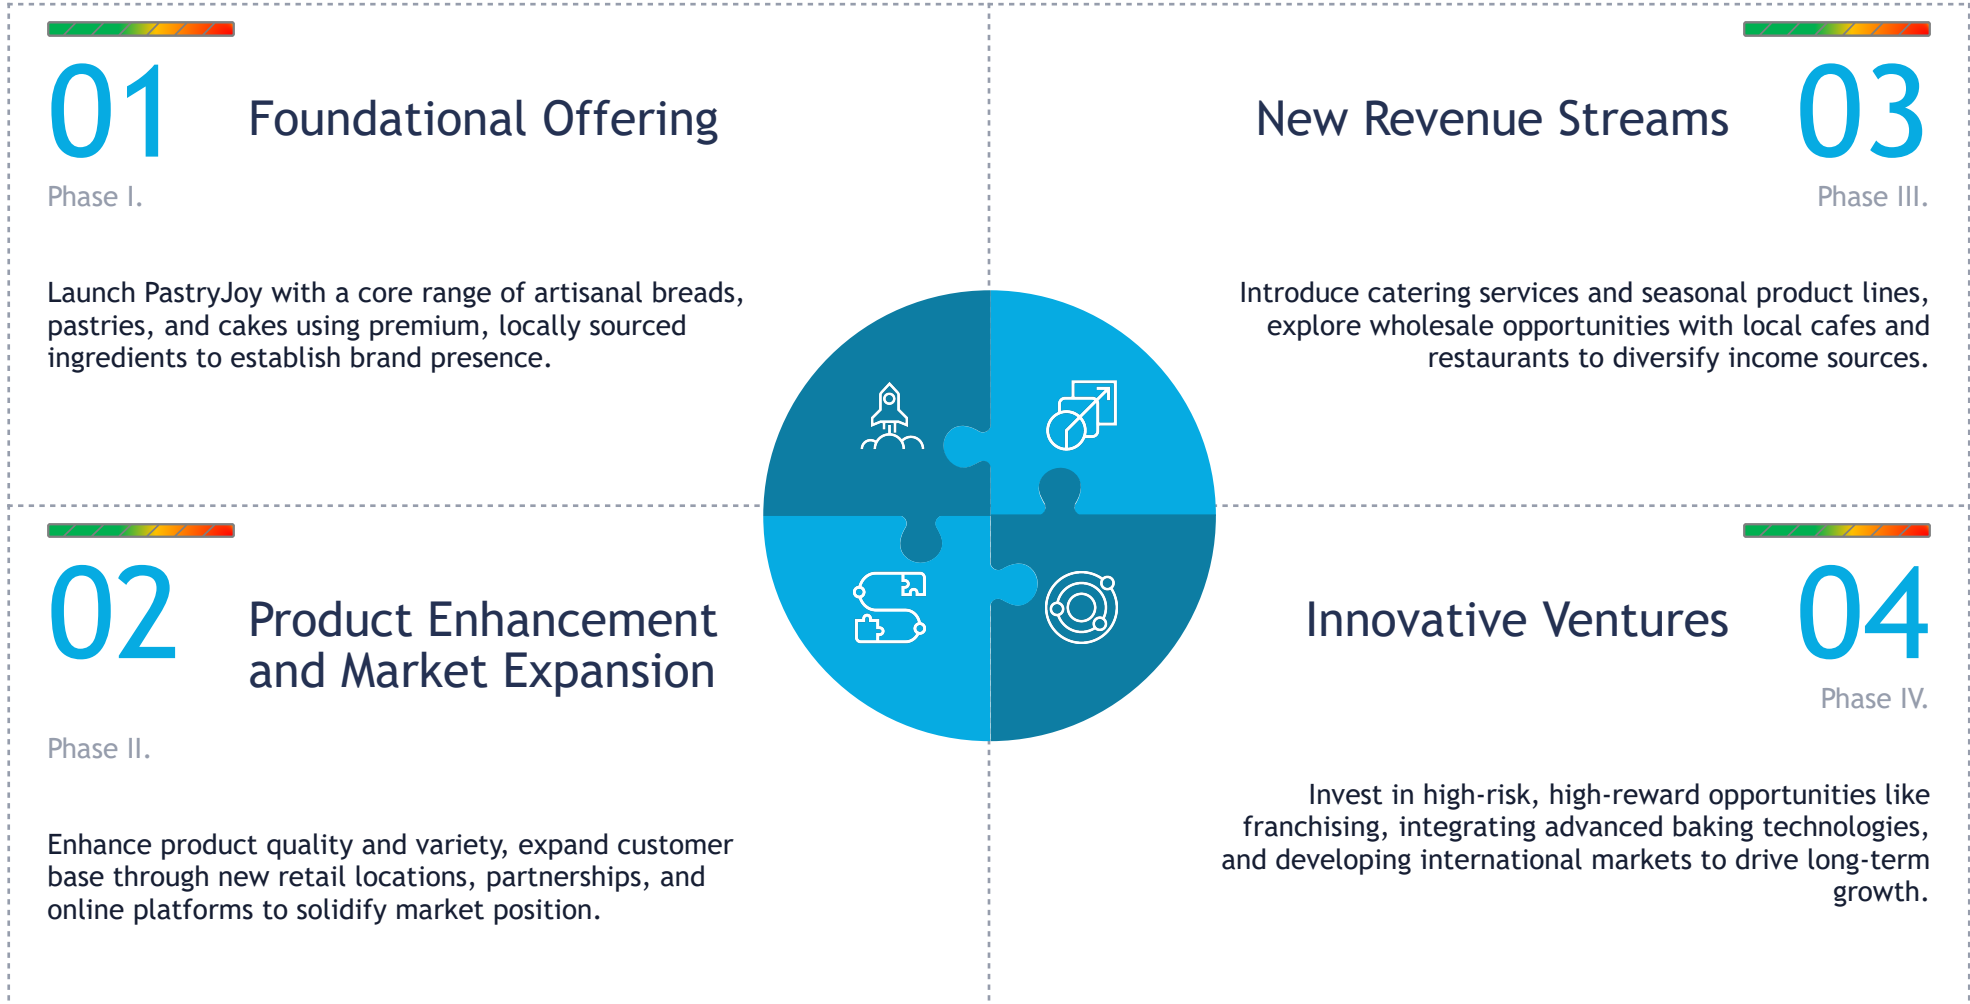 01
Foundational Offering
Phase I.
Launch PastryJoy with a core range of artisanal breads,
pastries, and cakes using premium, locally sourced
ingredients to establish brand presence.
02
Product Enhancement
and Market Expansion
Phase II.
Enhance product quality and variety, expand customer
base through new retail locations, partnerships, and
online platforms to solidify market position.
New Revenue Streams
03
Phase III.
Introduce catering services and seasonal product lines,
explore wholesale opportunities with local cafes and
restaurants to diversify income sources.
Innovative Ventures
04
Phase IV.
Invest in high-risk, high-reward opportunities like
franchising, integrating advanced baking technologies,
and developing international markets to drive long-term
growth.